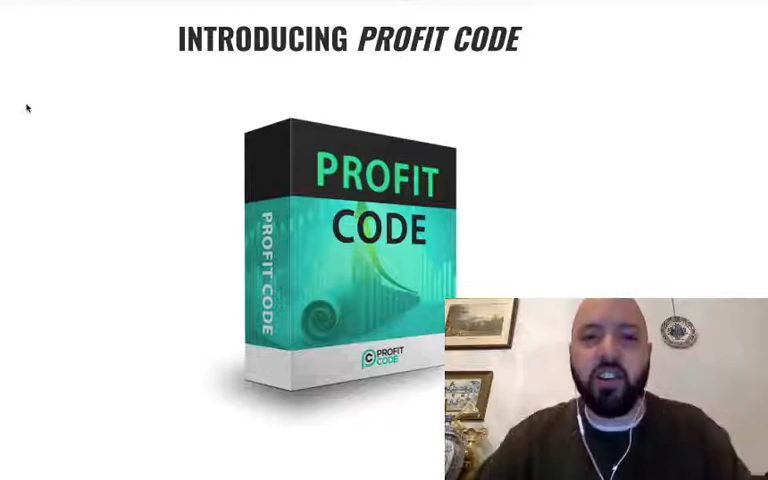 INTRODUCING PROFIT CODE
PROFIT
CODE
PROFIT CODE
PROFIT
CODE